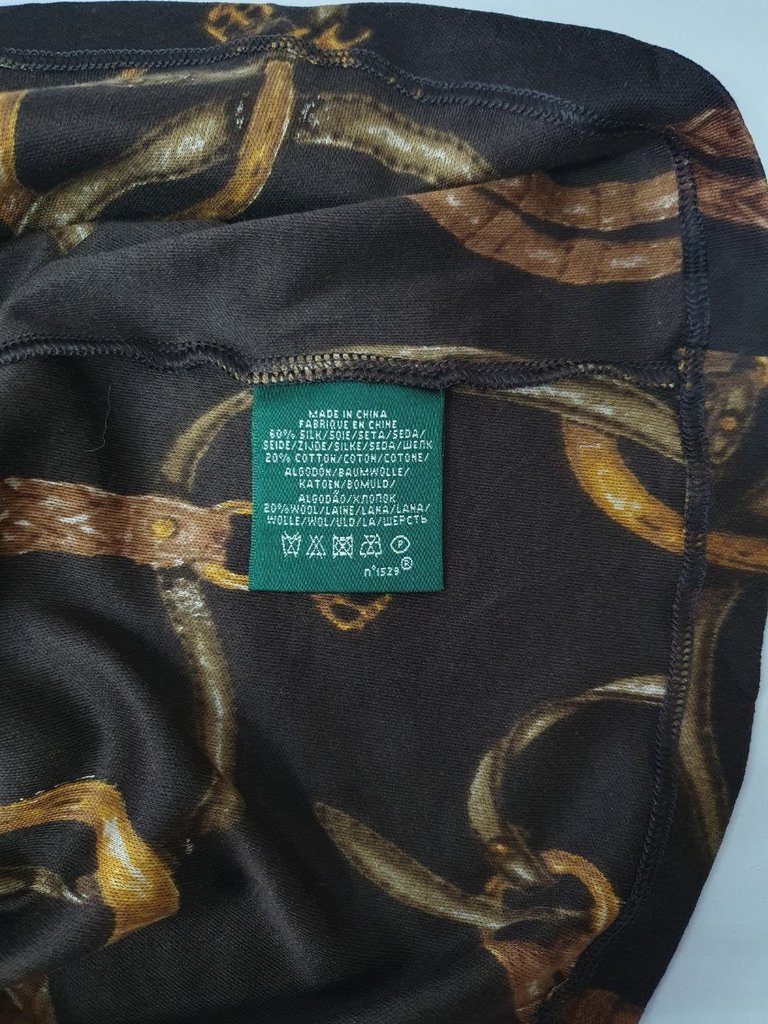 MADE IN CHINA
FABRIQUE EN CHINE
60% SILK/SOIE/SETA/SEDA/
SEIDE/ZIJDE/SILKE/SEDA/ШЕЛК
20% COTTON/COTON/COTONE/
ALGODÓN/BAUMWOLLE/
KATOEN/BOMULD/
ALGODÃO/ХЛОПОК
20%WOOL/LAINE/LANA/LANA/
WOLLE/WOL/ULD/LÃ/ШЕРСТЬ
P
n°1529 ®